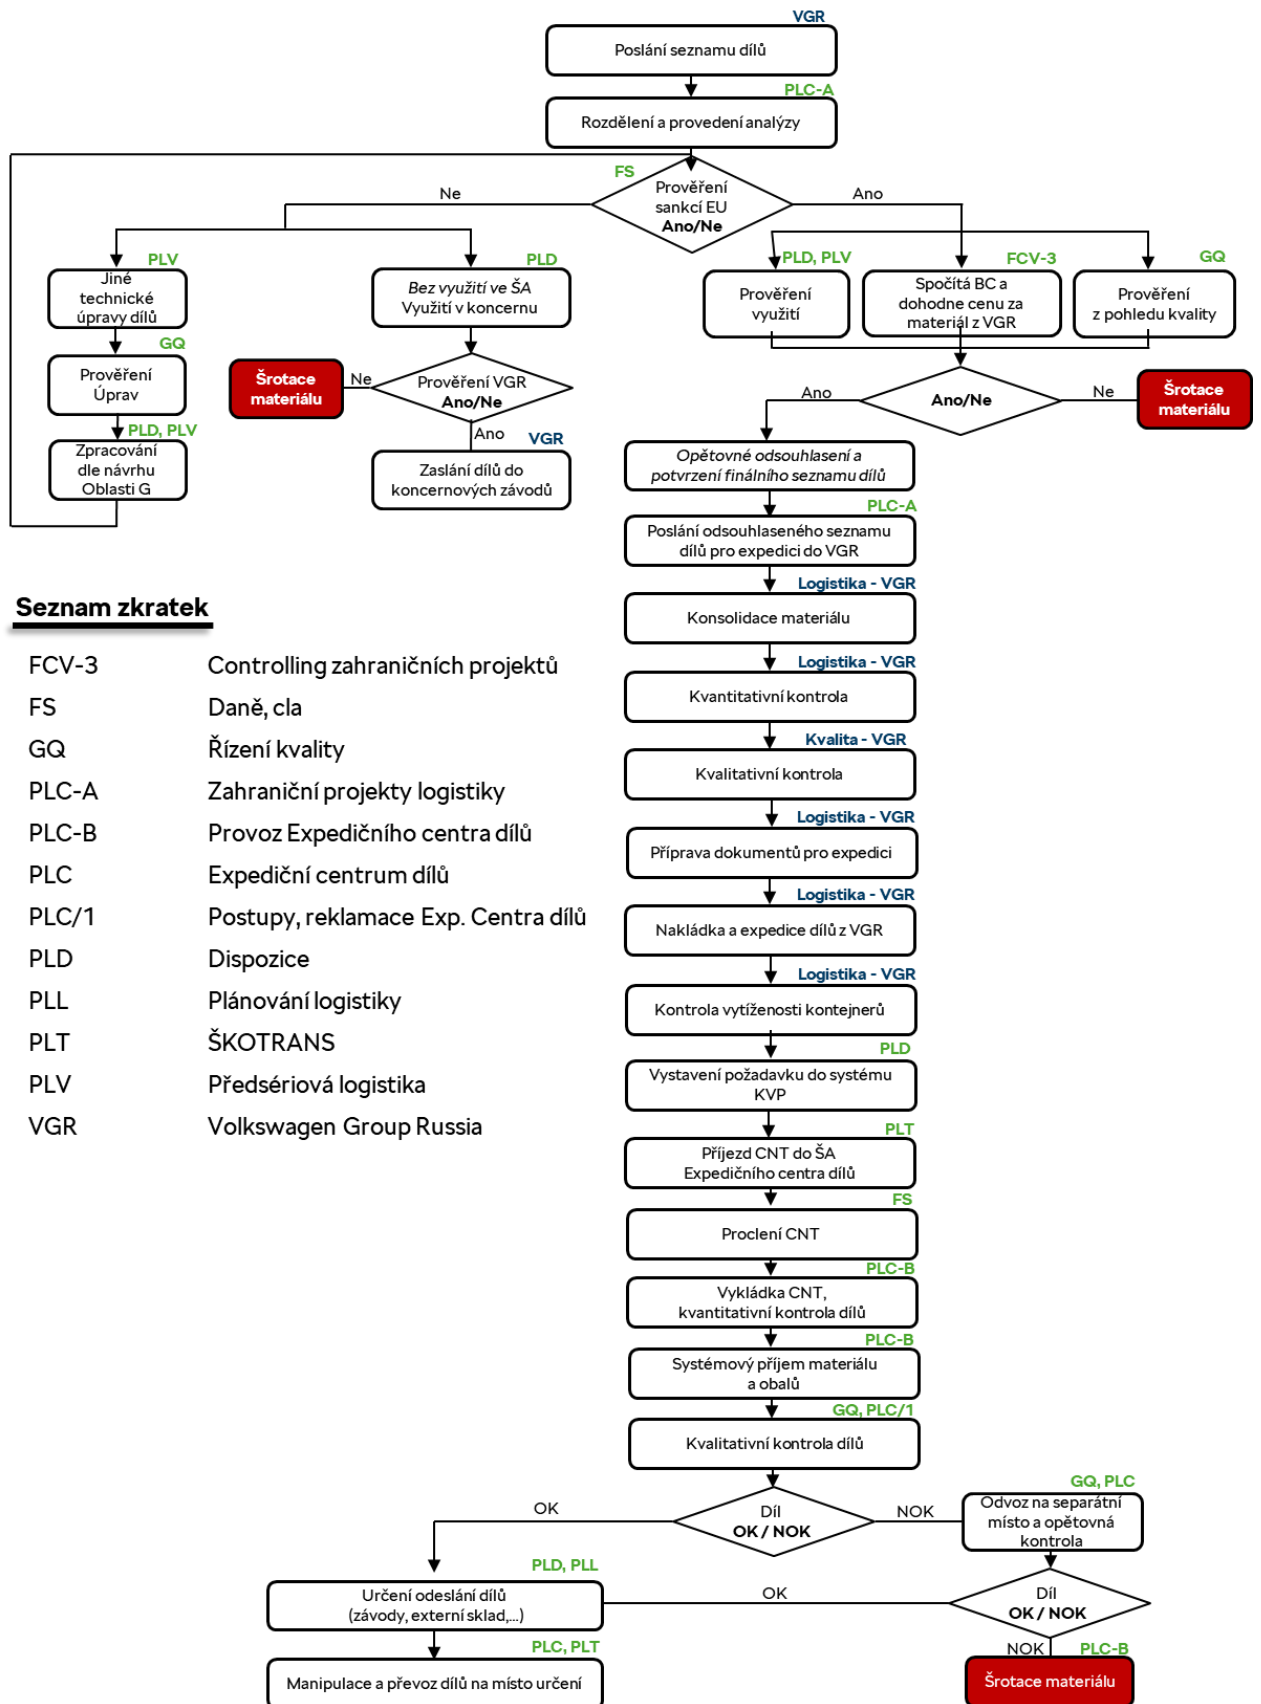 VGR
Poslání seznamu dílů
PLC-A
Rozdělení a provedení analýzy
FS
Prověření
sankcí EU
Ano/Ne
Ne
Ano
PLV
Jiné
technické
úpravy dílů
GQ
Prověření
Úprav
PLD, PLV
Zpracování
dle návrhu
Oblasti G
PLD
Bez využití ve ŠA
Využití v koncernu
Prověření VGR
Ano/Ne
Ne
Šrotace
materiálu
Ano
VGR
Zaslání dílů do
koncernových závodů
PLD, PLV
Prověření
využití
FCV-3
Spočítá BC a
dohodne cenu za
materiál z VGR
GQ
Prověření
z pohledu kvality
Ano/Ne
Ano
Ne
Šrotace
materiálu
Opětovné odsouhlasení a
potvrzení finálního seznamu dílů
PLC-A
Poslání odsouhlaseného seznamu
dílů pro expedici do VGR
Logistika - VGR
Konsolidace materiálu
Logistika - VGR
Kvantitativní kontrola
Kvalita - VGR
Kvalitativní kontrola
Logistika - VGR
Příprava dokumentů pro expedici
Logistika - VGR
Nakládka a expedice dílů z VGR
Logistika - VGR
Kontrola vytíženosti kontejnerů
PLD
Vystavení požadavku do systému
KVP
PLT
Příjezd CNT do ŠA
Expedičního centra dílů
FS
Proclení CNT
PLC-B
Vykládka CNT,
kvantitativní kontrola dílů
PLC-B
Systémový příjem materiálu
a obalů
GQ, PLC/1
Kvalitativní kontrola dílů
Díl
OK / NOK
OK
NOK
GQ, PLC
Odvoz na separátní
místo a opětovná
kontrola
Díl
OK / NOK
OK
NOK
PLC-B
Šrotace materiálu
PLD, PLL
Určení odeslání dílů
(závody, externí sklad,...)
PLC, PLT
Manipulace a převoz dílů na místo určení
Seznam zkratek
FCV-3 Controlling zahraničních projektů
FS Daně, cla
GQ Řízení kvality
PLC-A Zahraniční projekty logistiky
PLC-B Provoz Expedičního centra dílů
PLC Expediční centrum dílů
PLC/1 Postupy, reklamace Exp. Centra dílů
PLD Dispozice
PLL Plánování logistiky
PLT ŠKOTRANS
PLV Předsériová logistika
VGR Volkswagen Group Russia